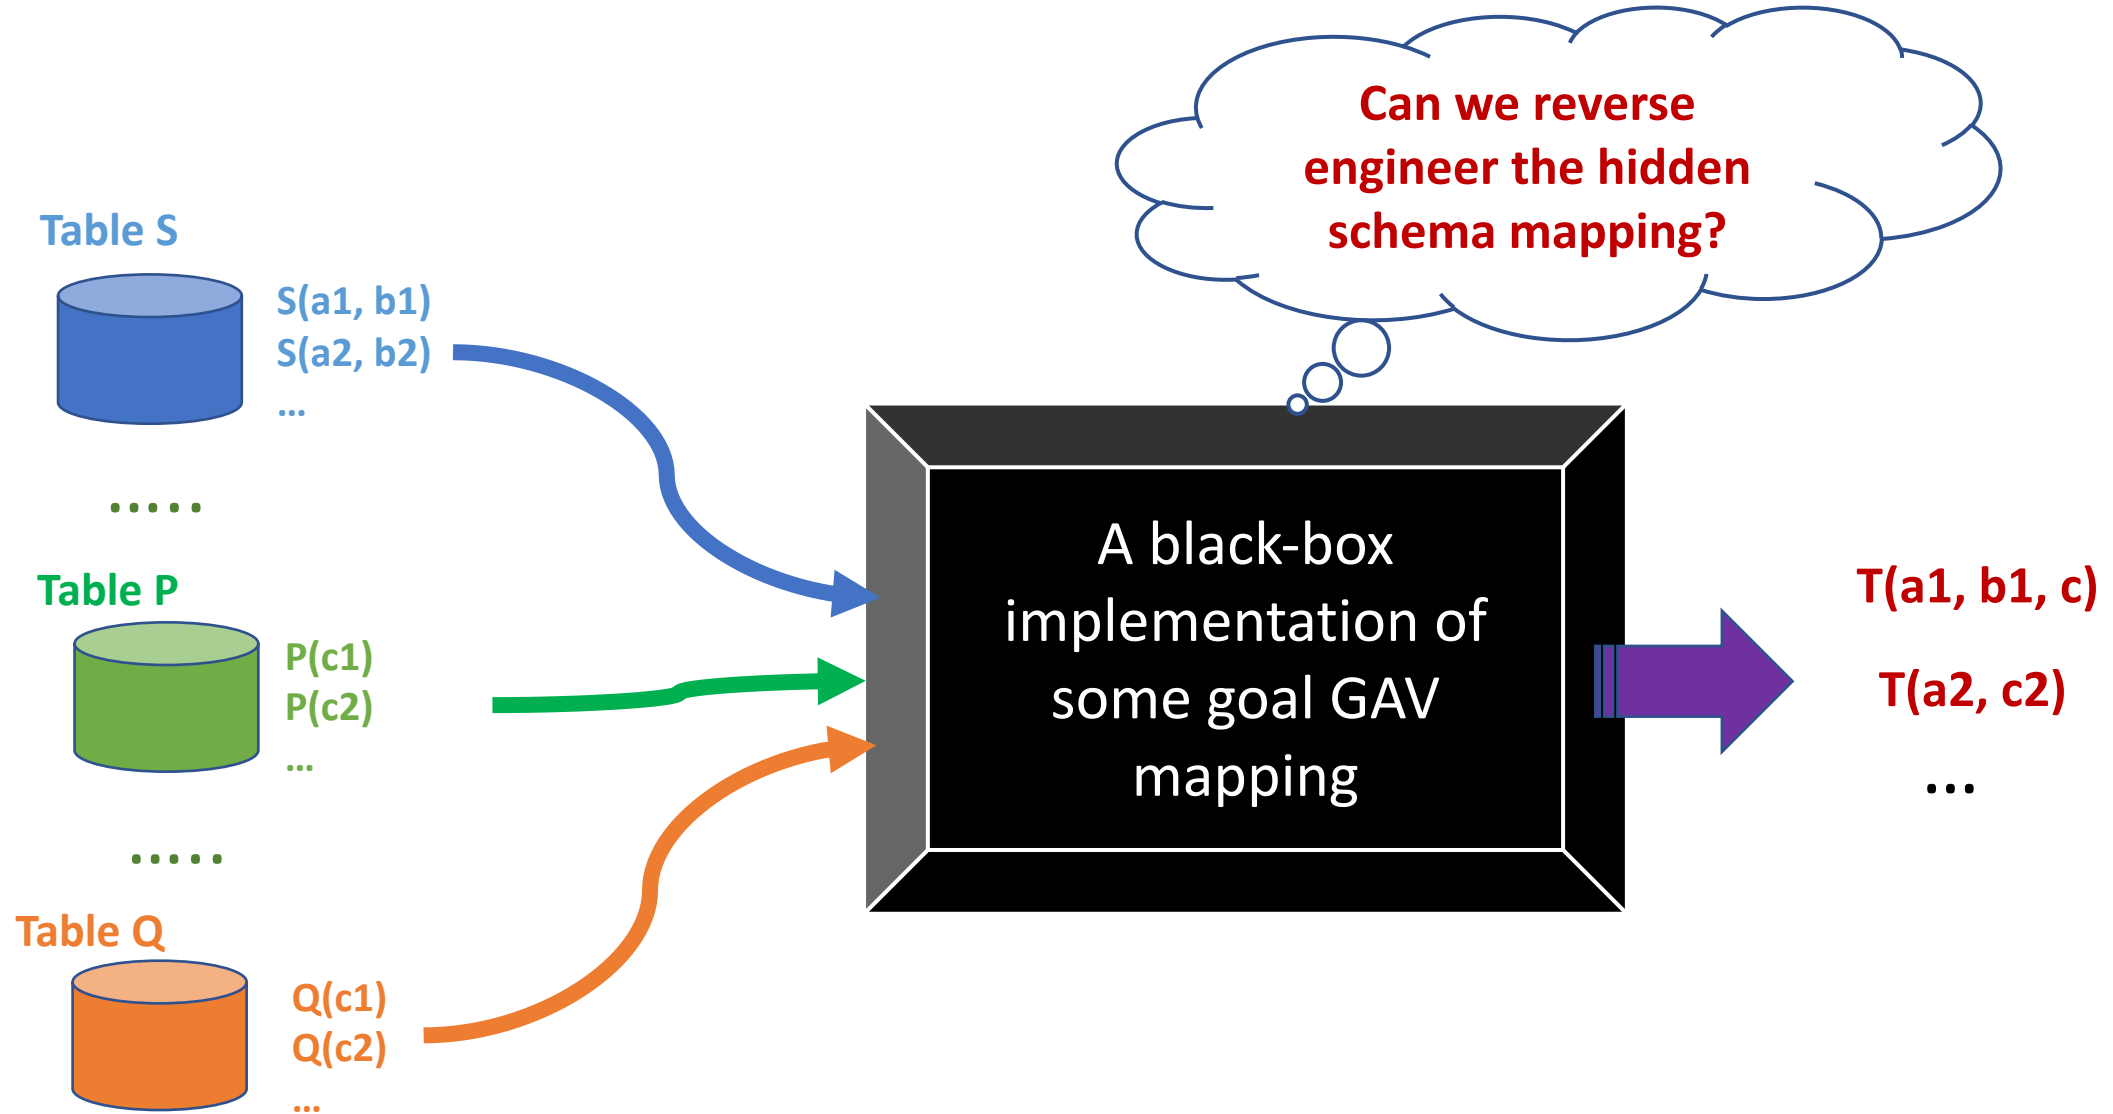 Can we reverse
engineer the hidden
schema mapping?
Table S
S(a1, b1)
S(a2, b2)
...
.....
Table P
P(c1)
P(c2)
...
.....
Table Q
Q(c1)
Q(c2)
...
A black-box
implementation of
some goal GAV
mapping
T(a1, b1, c)
T(a2, c2)
...